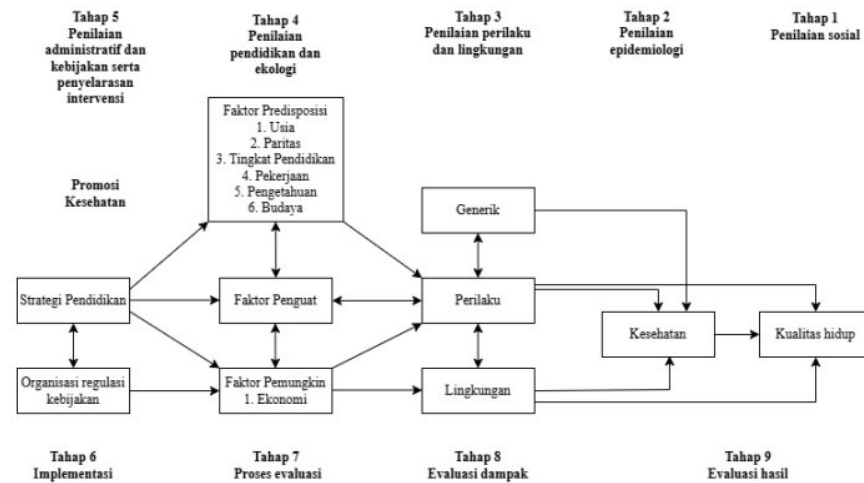 Tahap 5
Penilaian
administratif dan
kebijakan serta
penyelarasan
intervensi
Tahap 4
Penilaian
pendidikan dan
ekologi
Tahap 3
Penilaian perilaku
dan lingkungan
Tahap 2
Penilaian
epidemiologi
Tahap 1
Penilaian sosial
Promosi
Kesehatan
Faktor Predisposisi
1. Usia
2. Paritas
3. Tingkat Pendidikan
4. Pekerjaan
5. Pengetahuan
6. Budaya
Generik
Strategi Pendidikan
Faktor Penguat
Perilaku
Kesehatan
Kualitas hidup
Organisasi regulasi
kebijakan
Faktor Pemungkin
1. Ekonomi
Lingkungan
Tahap 6
Implementasi
Tahap 7
Proses evaluasi
Tahap 8
Evaluasi dampak
Tahap 9
Evaluasi hasil